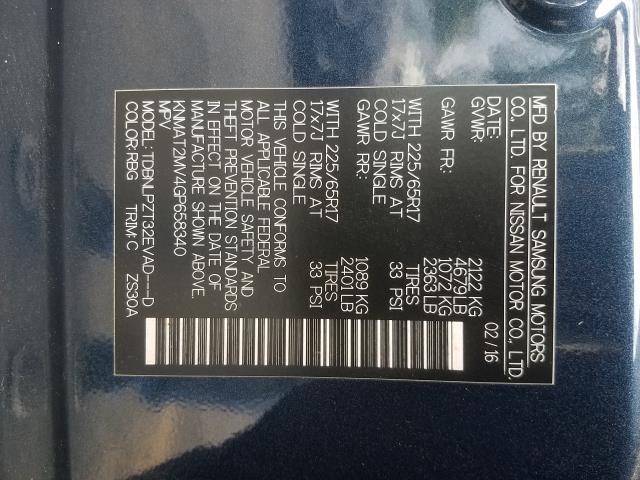 MFD BY RENAULT SAMSUNG MOTORS
CO., LTD. FOR NISSAN MOTOR CO., LTD.
DATE: 02/16
GVWR: 2122 KG
4679LB
GAWR FR: 1072 KG
2363 LB
WITH 225/65R17 TIRES
17x7J RIMS AT 33 PSI
COLD SINGLE
GAWR RR: 1089 KG
2401 LB
WITH 225/65R17 TIRES
17x7J RIMS AT 33 PSI
COLD SINGLE
THIS VEHICLE CONFORMS TO
ALL APPLICABLE FEDERAL
MOTOR VEHICLE SAFETY AND
THEFT PREVENTION STANDARDS
IN EFFECT ON THE DATE OF
MANUFACTURE SHOWN ABOVE.
KNMAT2MV4GP658340
MPV
MODEL: TDBNLPZT32EVAD---D
COLOR: RBG TRIM: C ZS30A